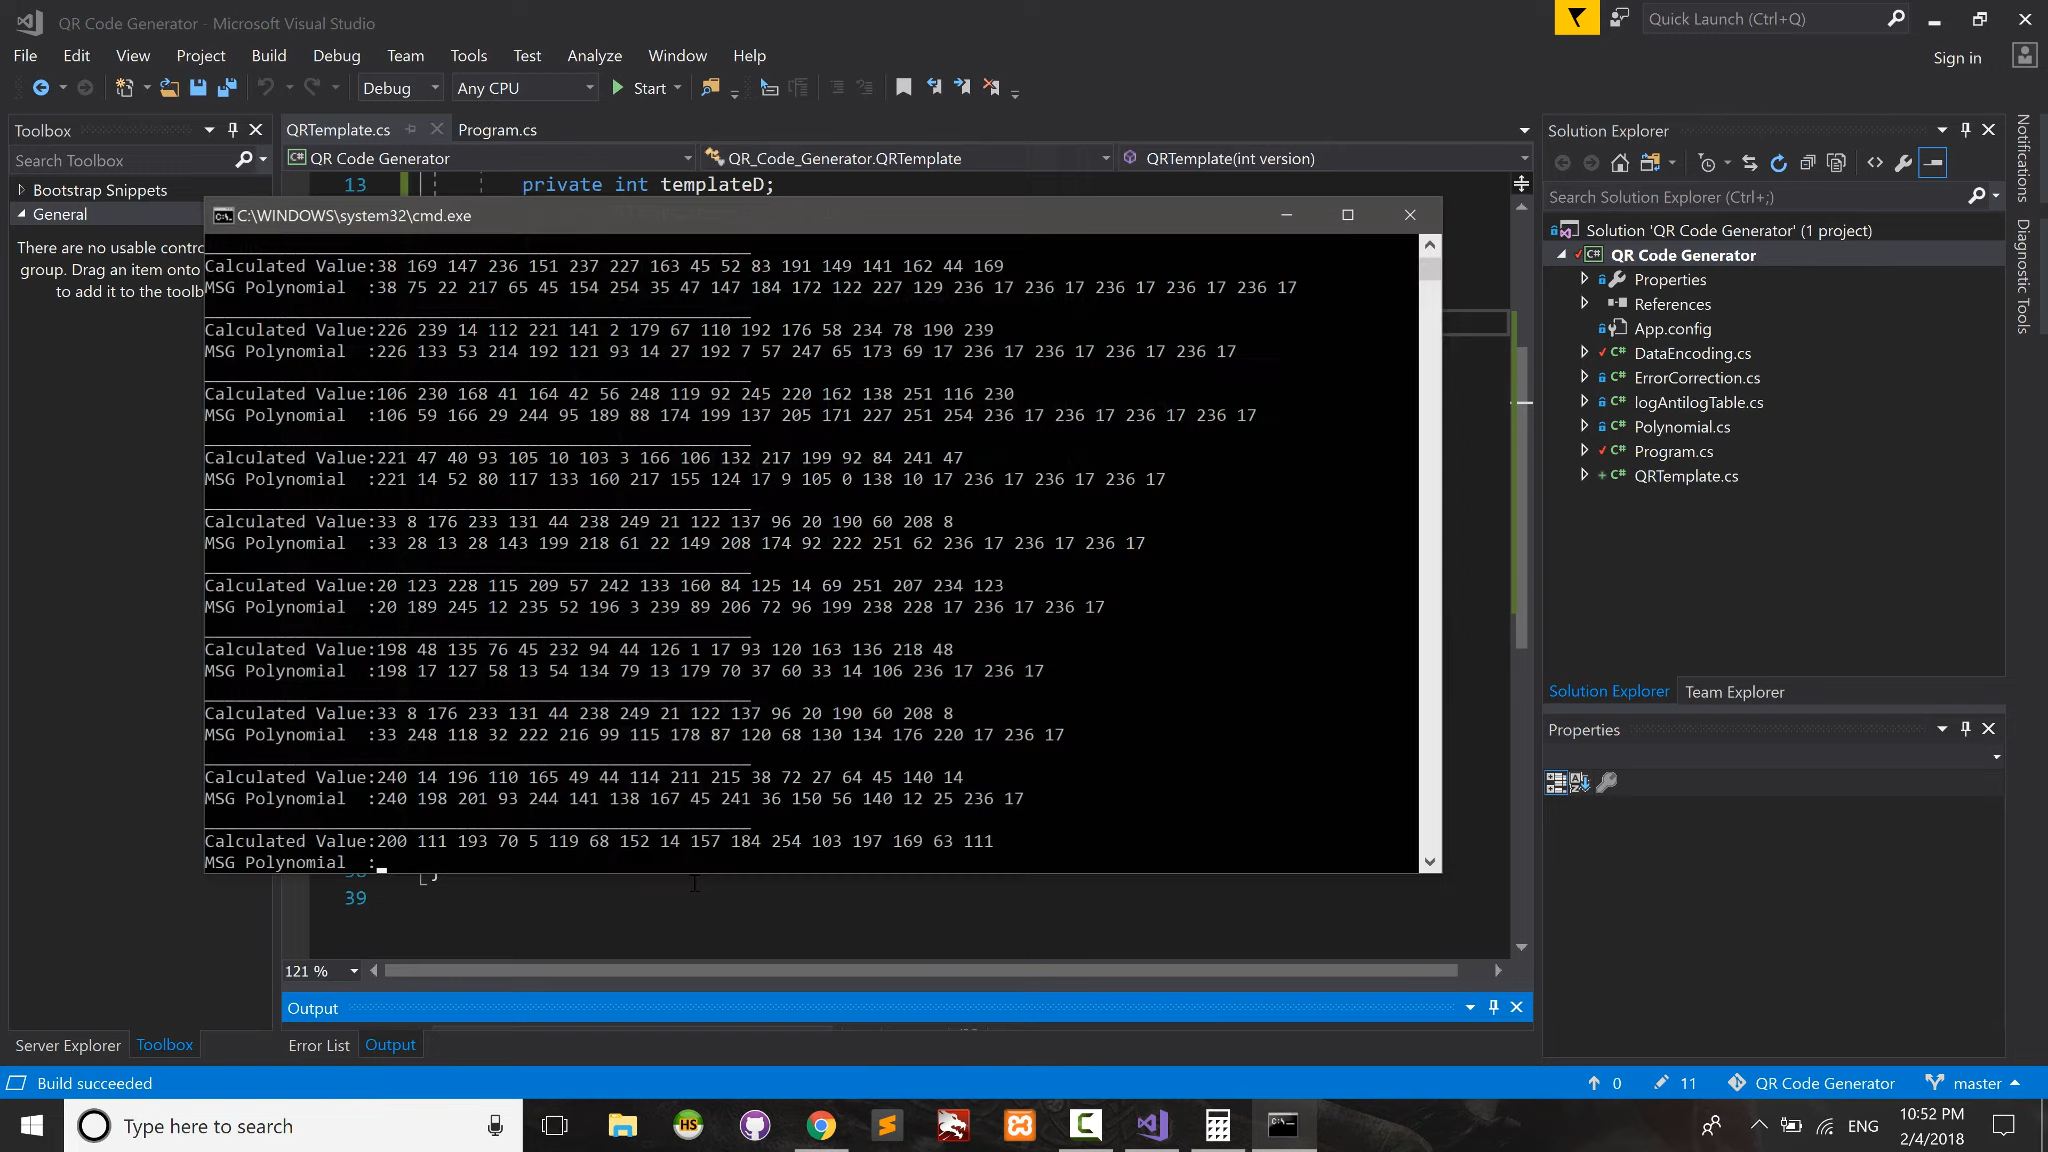 QR Code Generator - Microsoft Visual Studio
Quick Launch (Ctrl+Q)
File Edit View Project Build Debug Team Tools Test Analyze Window Help
Sign in
Debug Any CPU Start
Toolbox
QRTemplate.cs Program.cs
Solution Explorer
Search Toolbox
QR Code Generator QR_Code_Generator.QRTemplate QRTemplate(int version)
Bootstrap Snippets
General
There are no usable contro
group. Drag an item onto
to add it to the toolb
13 private int templateD;
C:\WINDOWS\system32\cmd.exe
Calculated Value:38 169 147 236 151 237 227 163 45 52 83 191 149 141 162 44 169
MSG Polynomial :38 75 22 217 65 45 154 254 35 47 147 184 172 122 227 129 236 17 236 17 236 17 236 17 236 17
Calculated Value:226 239 14 112 221 141 2 179 67 110 192 176 58 234 78 190 239
MSG Polynomial :226 133 53 214 192 121 93 14 27 192 7 57 247 65 173 69 17 236 17 236 17 236 17 236 17
Calculated Value:106 230 168 41 164 42 56 248 119 92 245 220 162 138 251 116 230
MSG Polynomial :106 59 166 29 244 95 189 88 174 199 137 205 171 227 251 254 236 17 236 17 236 17 236 17
Calculated Value:221 47 40 93 105 10 103 3 166 106 132 217 199 92 84 241 47
MSG Polynomial :221 14 52 80 117 133 160 217 155 124 17 9 105 0 138 10 17 236 17 236 17 236 17
Calculated Value:33 8 176 233 131 44 238 249 21 122 137 96 20 190 60 208 8
MSG Polynomial :33 28 13 28 143 199 218 61 22 149 208 174 92 222 251 62 236 17 236 17 236 17
Calculated Value:20 123 228 115 209 57 242 133 160 84 125 14 69 251 207 234 123
MSG Polynomial :20 189 245 12 235 52 196 3 239 89 206 72 96 199 238 228 17 236 17 236 17
Calculated Value:198 48 135 76 45 232 94 44 126 1 17 93 120 163 136 218 48
MSG Polynomial :198 17 127 58 13 54 134 79 13 179 70 37 60 33 14 106 236 17 236 17
Calculated Value:33 8 176 233 131 44 238 249 21 122 137 96 20 190 60 208 8
MSG Polynomial :33 248 118 32 222 216 99 115 178 87 120 68 130 134 176 220 17 236 17
Calculated Value:240 14 196 110 165 49 44 114 211 215 38 72 27 64 45 140 14
MSG Polynomial :240 198 201 93 244 141 138 167 45 241 36 150 56 140 12 25 236 17
Calculated Value:200 111 193 70 5 119 68 152 14 157 184 254 103 197 169 63 111
MSG Polynomial :
39
121 %
Output
Server Explorer Toolbox
Error List Output
Search Solution Explorer (Ctrl+;)
Solution 'QR Code Generator' (1 project)
QR Code Generator
Properties
References
App.config
DataEncoding.cs
ErrorCorrection.cs
logAntilogTable.cs
Polynomial.cs
Program.cs
QRTemplate.cs
Solution Explorer Team Explorer
Properties
Notifications
Diagnostic Tools
Build succeeded
0 11 QR Code Generator master
Type here to search
ENG
10:52 PM
2/4/2018